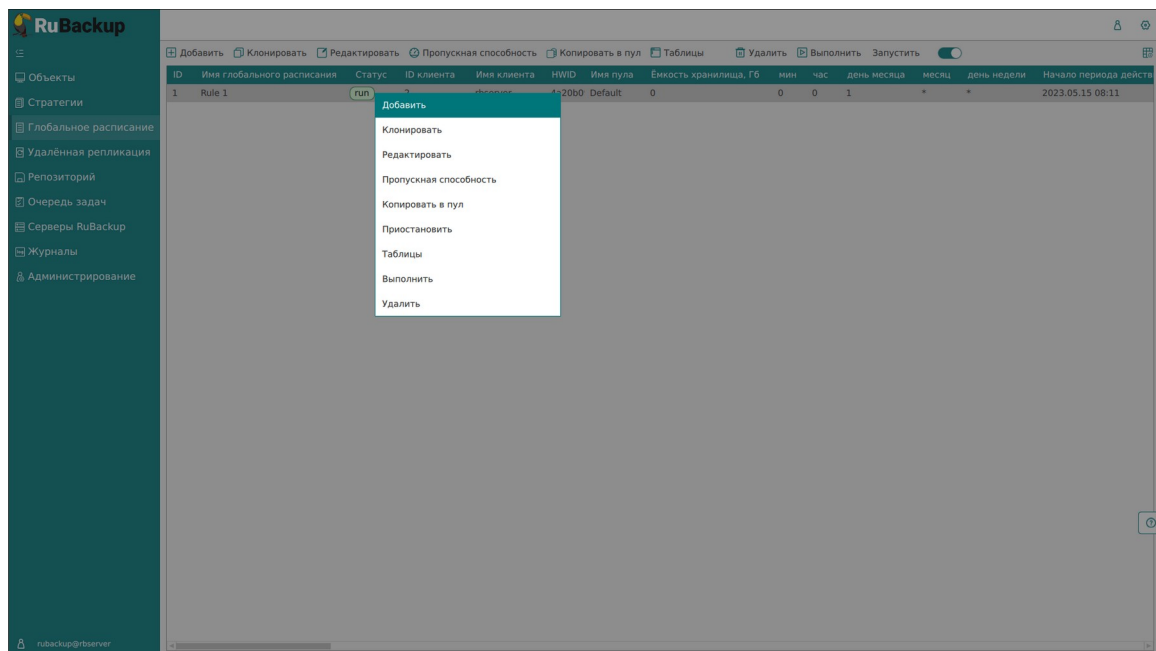 RuBackup
Добавить Клонировать Редактировать Пропускная способность Копировать в пул Таблицы Удалить Выполнить Запустить
Объекты
Стратегии
Глобальное расписание
Удалённая репликация
Репозиторий
Очередь задач
Серверы RuBackup
Журналы
Администрирование
ID Имя глобального расписания Статус ID клиента Имя клиента HWID Имя пула Ёмкость хранилища, Гб мин час день месяца месяц день недели Начало периода действ
1 Rule 1 run 2 rbserver 4a20b0 Default 0 0 0 1 * * 2023.05.15 08:11
Добавить
Клонировать
Редактировать
Пропускная способность
Копировать в пул
Приостановить
Таблицы
Выполнить
Удалить
rubackup@rbserver